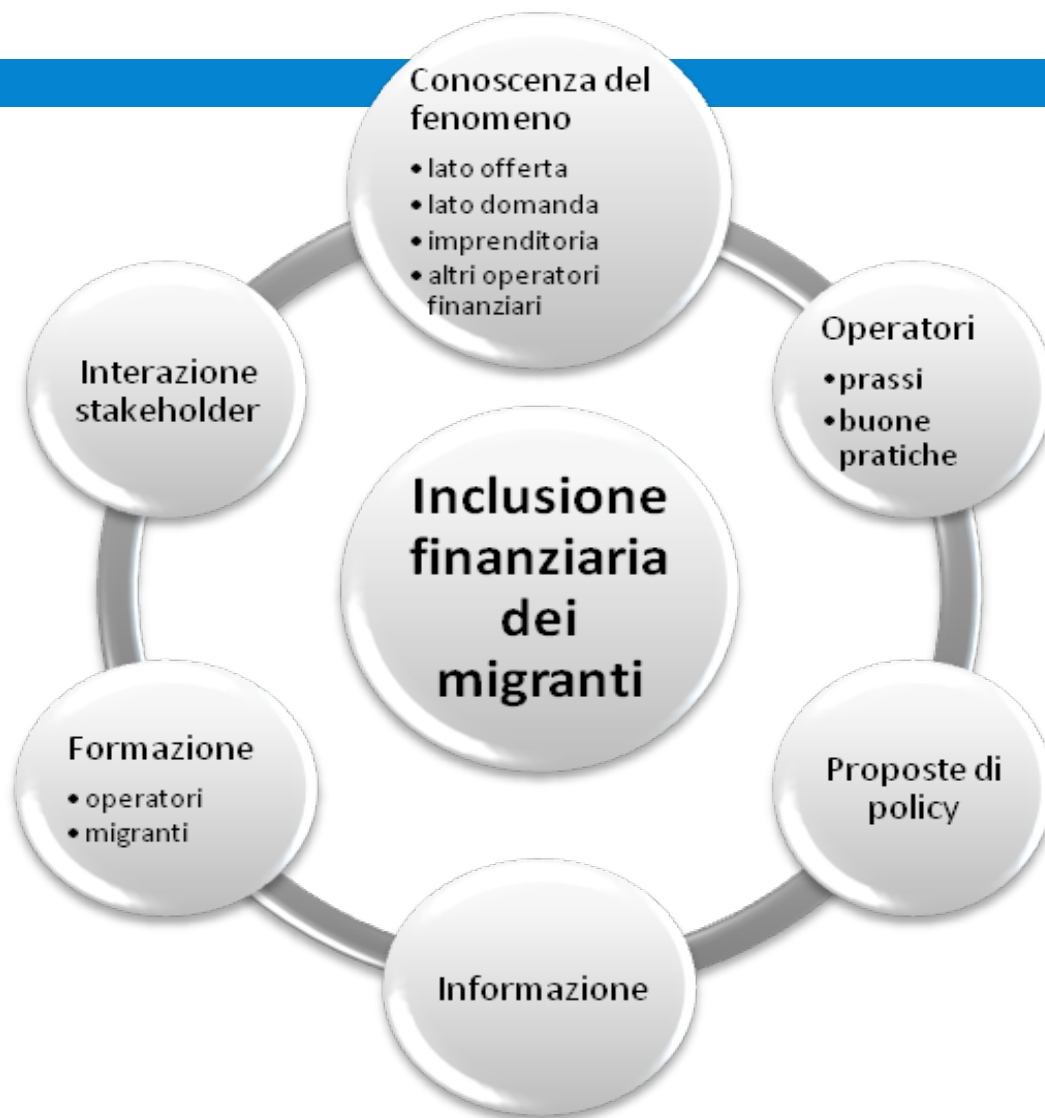 Conoscenza del
fenomeno
• lato offerta
• lato domanda
• imprenditoria
• altri operatori
finanziari
Operatori
•prassi
•buone
pratiche
Proposte di
policy
Informazione
Formazione
• operatori
• migranti
Interazione
stakeholder
Inclusione
finanziaria
dei
migranti